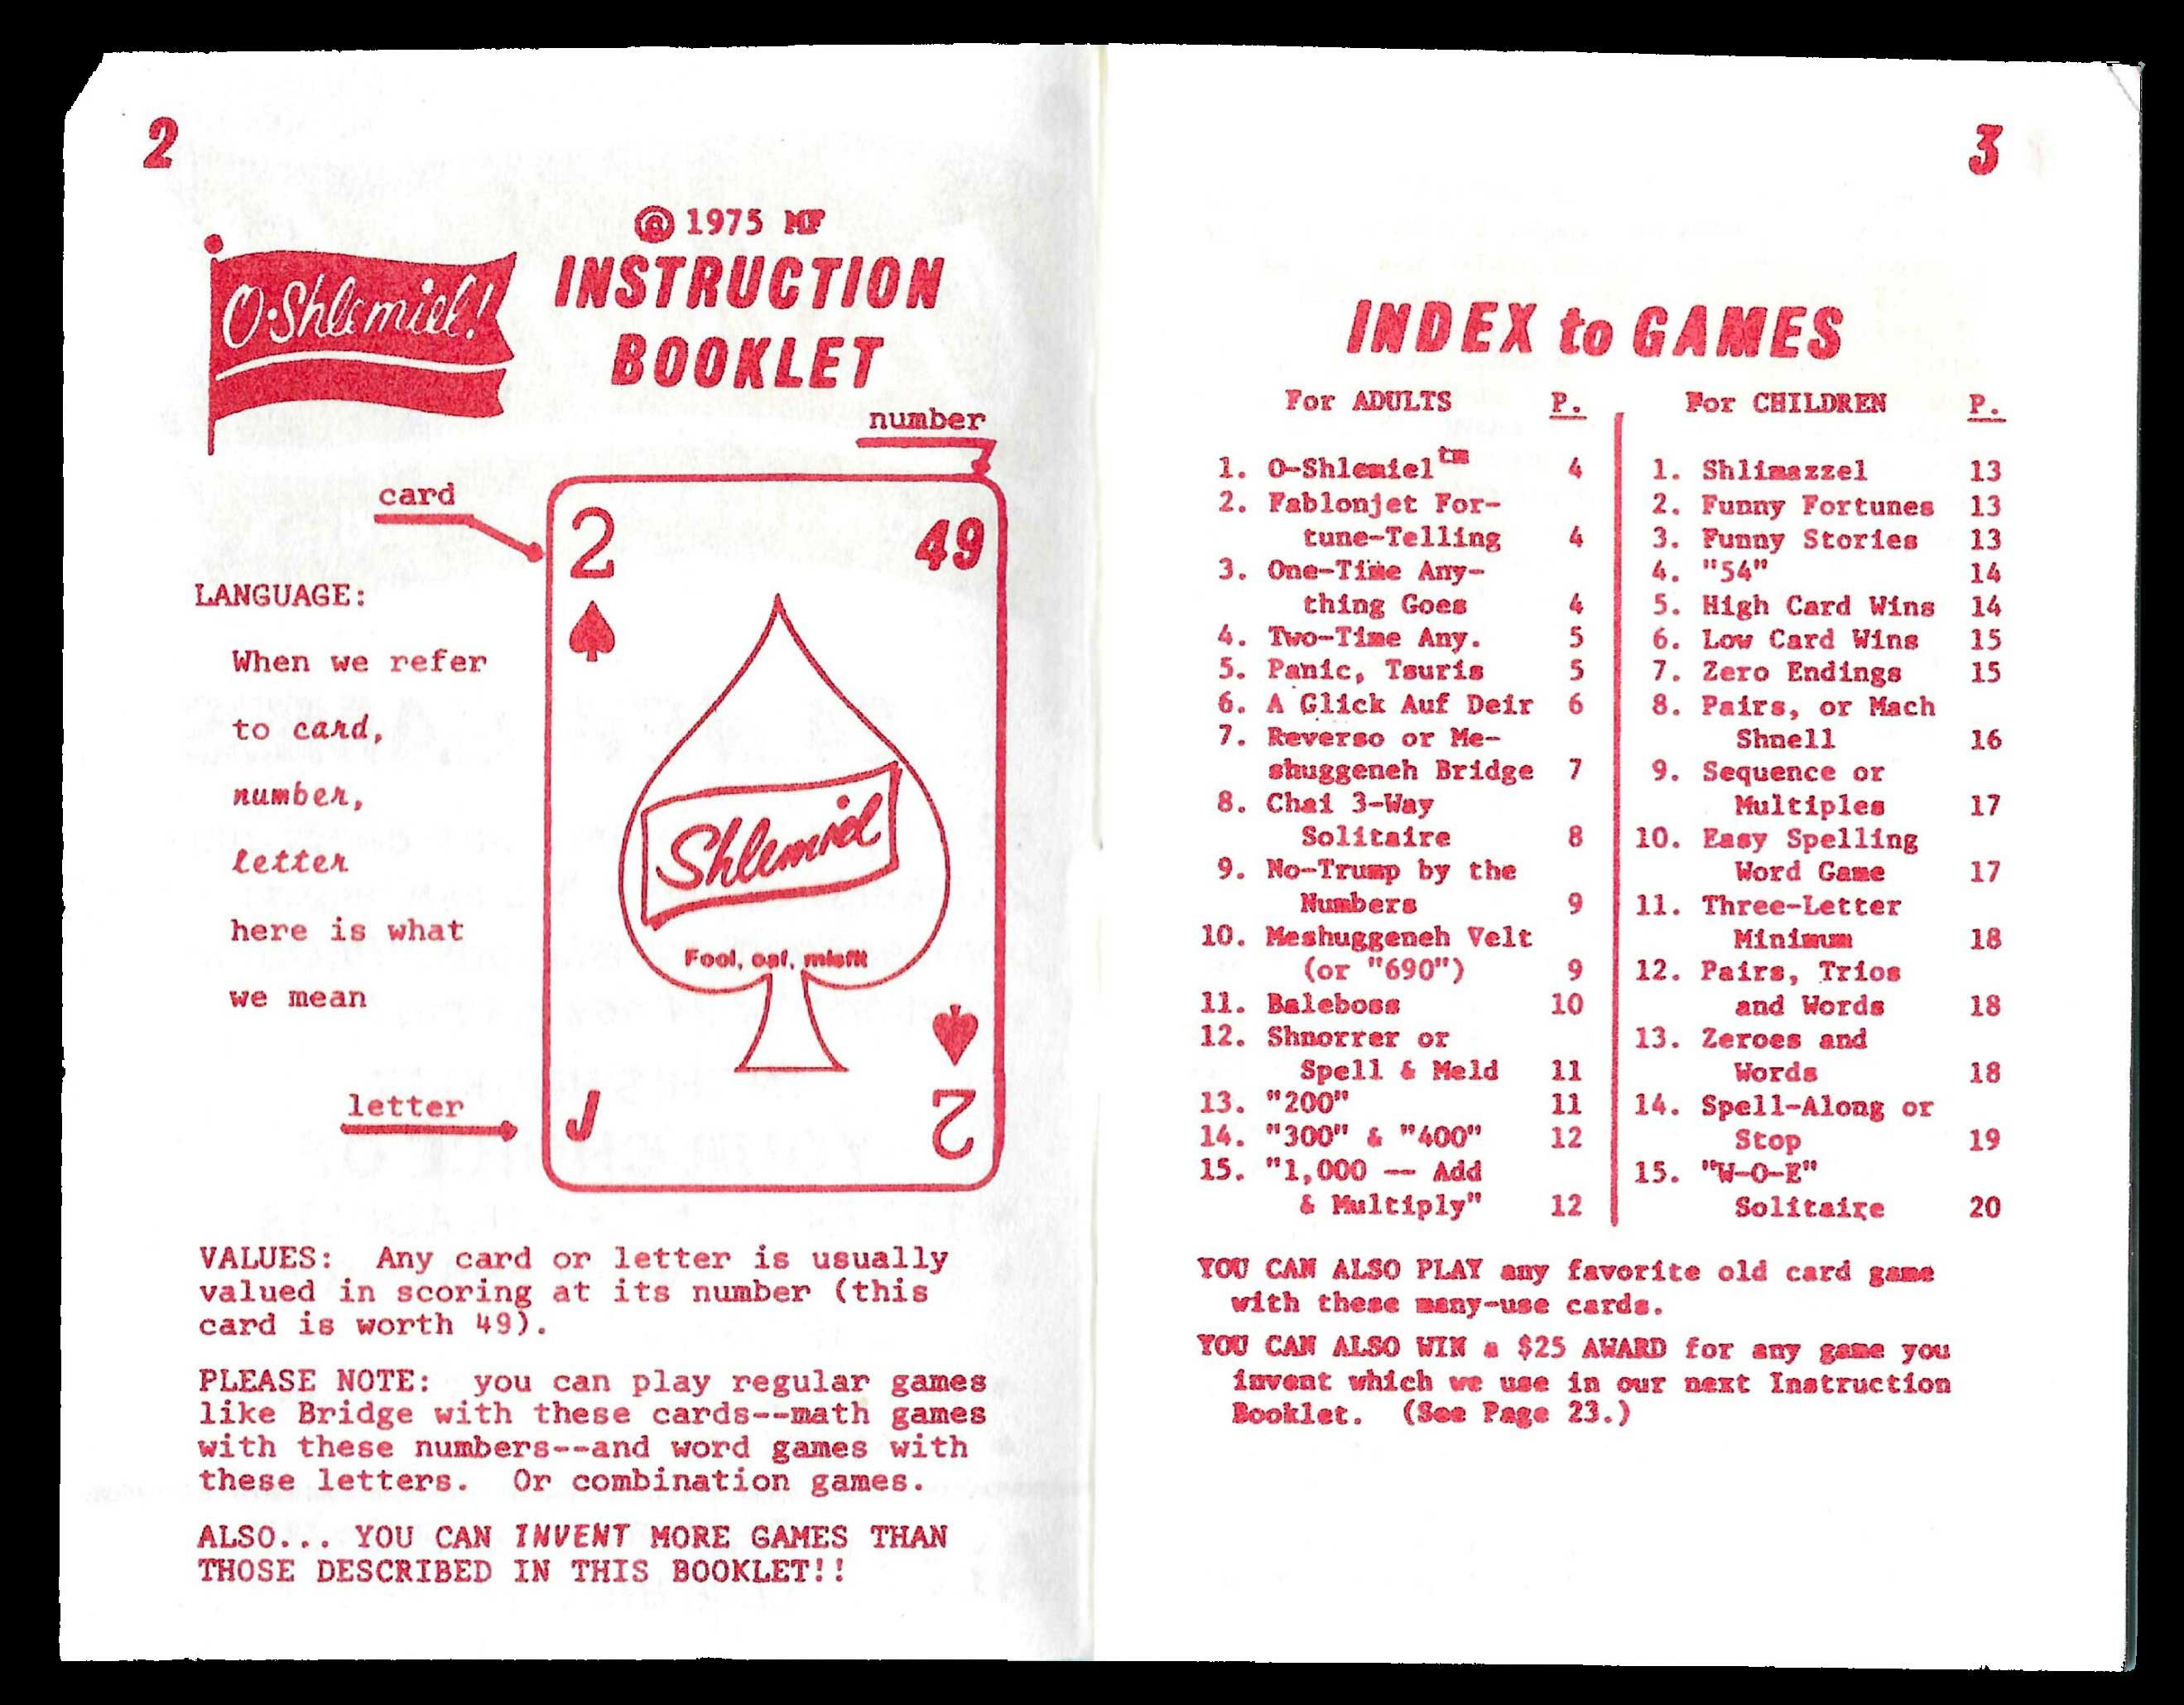 2
@ 1975 MF
O·Shlemiel!
INSTRUCTION
BOOKLET
number
card
2
49
LANGUAGE:
When we refer
to card,
number,
letter
here is what
we mean
Shlemiel
Fool, oaf, misfit
letter
J
2
VALUES: Any card or letter is usually
valued in scoring at its number (this
card is worth 49).
PLEASE NOTE: you can play regular games
like Bridge with these cards--math games
with these numbers--and word games with
these letters. Or combination games.
ALSO... YOU CAN INVENT MORE GAMES THAN
THOSE DESCRIBED IN THIS BOOKLET!!
3
INDEX to GAMES
For ADULTS P.
1. O-Shlemiel tm 4
2. Fablonjet For-
tune-Telling 4
3. One-Time Any-
thing Goes 4
4. Two-Time Any. 5
5. Panic, Tsuris 5
6. A Glick Auf Deir 6
7. Reverso or Me-
shuggeneh Bridge 7
8. Chai 3-Way
Solitaire 8
9. No-Trump by the
Numbers 9
10. Meshuggeneh Velt
(or "690") 9
11. Baleboss 10
12. Shnorrer or
Spell & Meld 11
13. "200" 11
14. "300" & "400" 12
15. "1,000 -- Add
& Multiply" 12
For CHILDREN P.
1. Shlimazzel 13
2. Funny Fortunes 13
3. Funny Stories 13
4. "54" 14
5. High Card Wins 14
6. Low Card Wins 15
7. Zero Endings 15
8. Pairs, or Mach
Shnell 16
9. Sequence or
Multiples 17
10. Easy Spelling
Word Game 17
11. Three-Letter
Minimum 18
12. Pairs, Trios
and Words 18
13. Zeroes and
Words 18
14. Spell-Along or
Stop 19
15. "W-O-E"
Solitaire 20
YOU CAN ALSO PLAY any favorite old card game
with these many-use cards.
YOU CAN ALSO WIN a $25 AWARD for any game you
invent which we use in our next Instruction
Booklet. (See Page 23.)